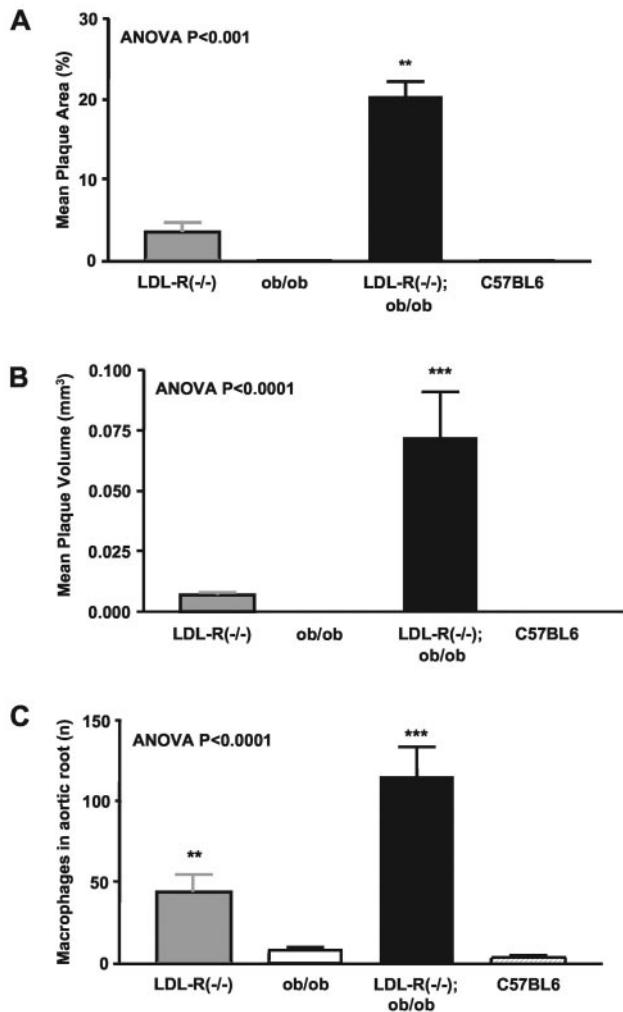 A
ANOVA P<0.001
Mean Plaque Area (%)
30
20
10
0
**
LDL-R(-/-)
ob/ob
LDL-R(-/-);
ob/ob
C57BL6
B
ANOVA P<0.0001
Mean Plaque Volume (mm³)
0.100
0.075
0.050
0.025
0.000
***
LDL-R(-/-)
ob/ob
LDL-R(-/-);
ob/ob
C57BL6
C
ANOVA P<0.0001
Macrophages in aortic root (n)
150
100
50
0
**
***
LDL-R(-/-)
ob/ob
LDL-R(-/-);
ob/ob
C57BL6